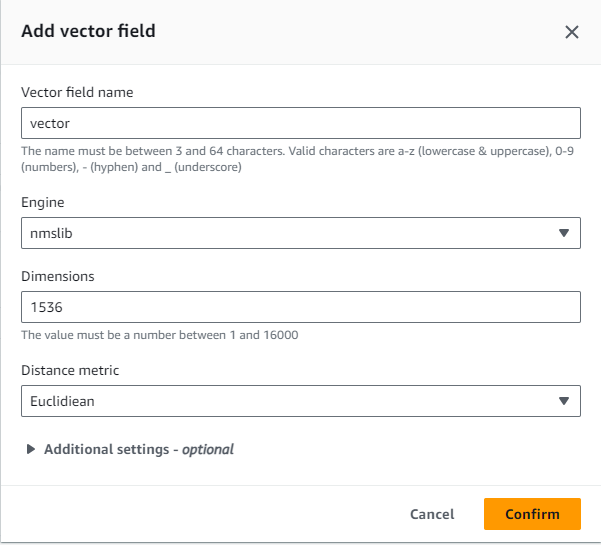 Add vector field
Vector field name
vector
The name must be between 3 and 64 characters. Valid characters are a-z (lowercase & uppercase), 0-9
(numbers), - (hyphen) and _ (underscore)
Engine
nmslib
Dimensions
1536
The value must be a number between 1 and 16000
Distance metric
Euclidiean
Additional settings - optional
Cancel
Confirm